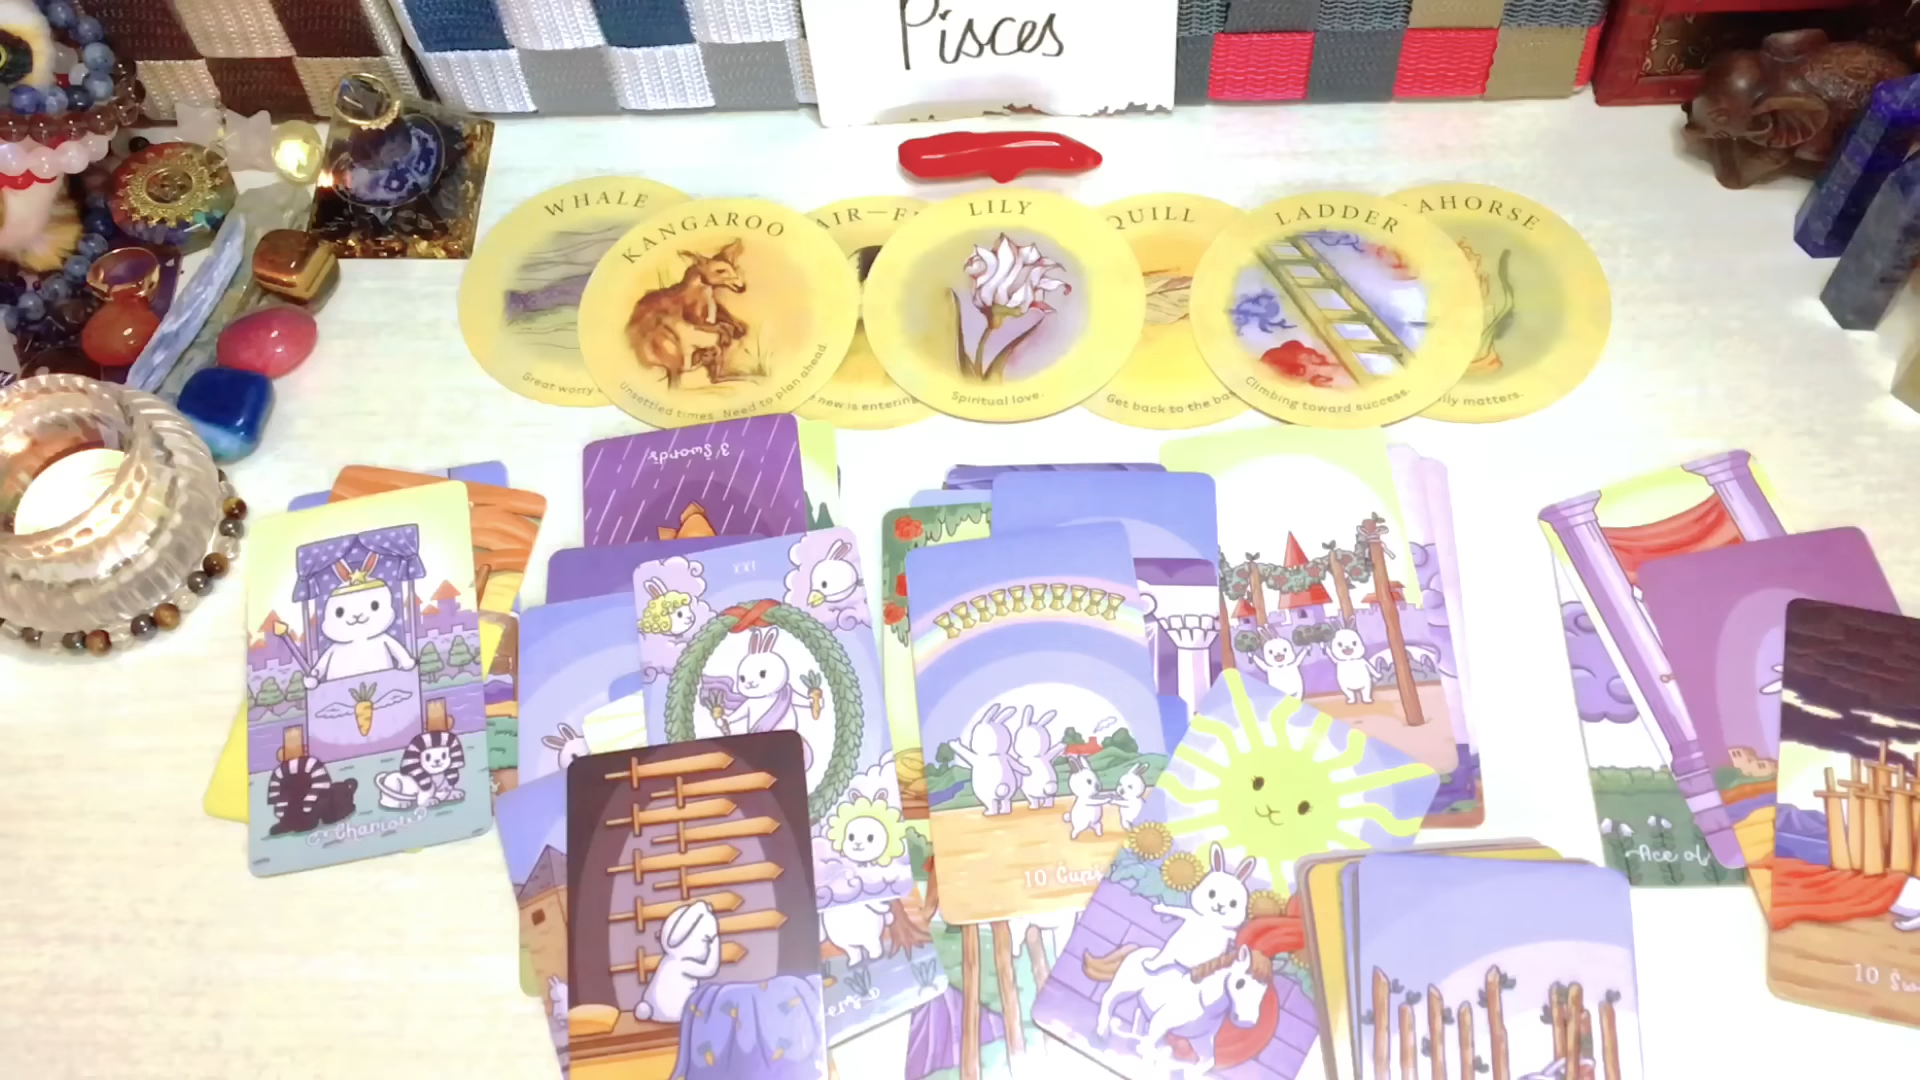 Pisces
WHALE
KANGAROO
LILY
QUILL
LADDER
AHORSE
Great worry
Unsettled times. Need to plan ahead.
new is entering
Spiritual love.
Get back to the ba
Climbing toward success.
ily matters.
3 Swords
XXI
Chariot
10 Cups
Ace of
10 Sw